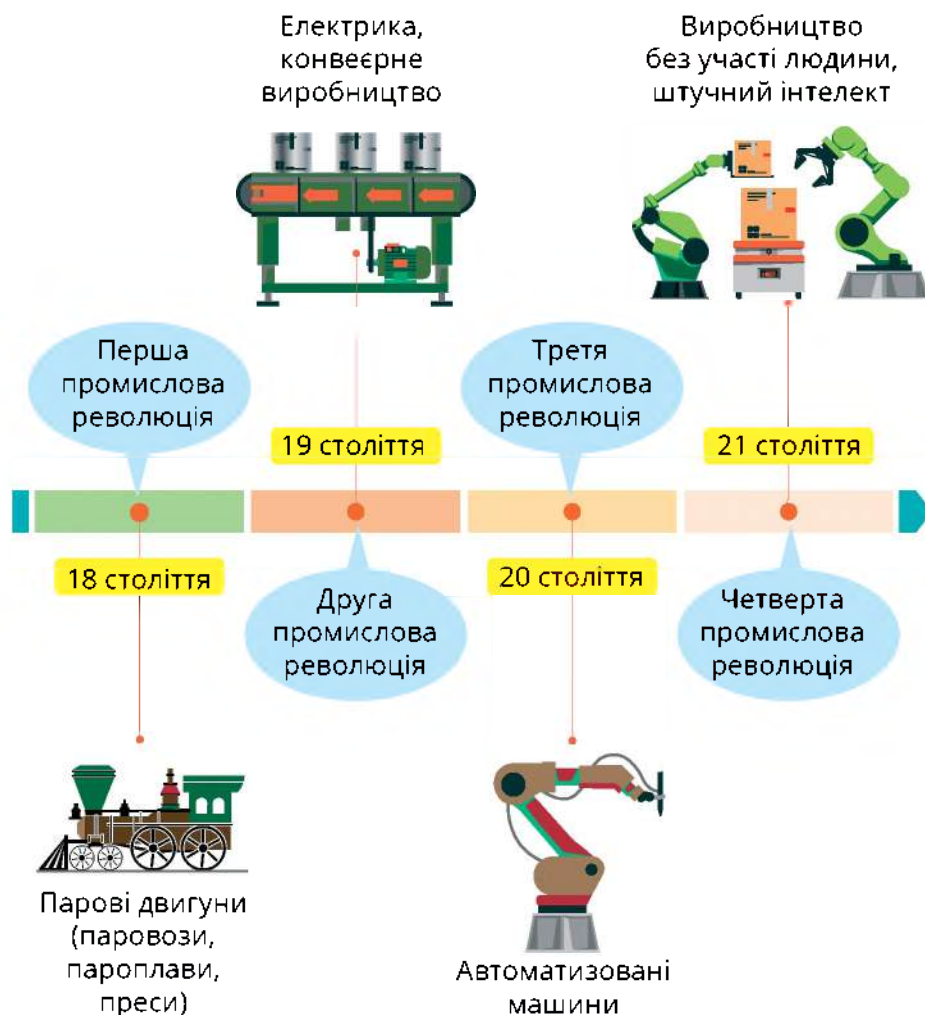 Електрика,
конвеєрне
виробництво
Виробництво
без участі людини,
штучний інтелект
Перша
промислова
революція
Третя
промислова
революція
19 століття
21 століття
18 століття
20 століття
Друга
промислова
революція
Четверта
промислова
революція
Парові двигуни
(паровози,
пароплави,
преси)
Автоматизовані
машини